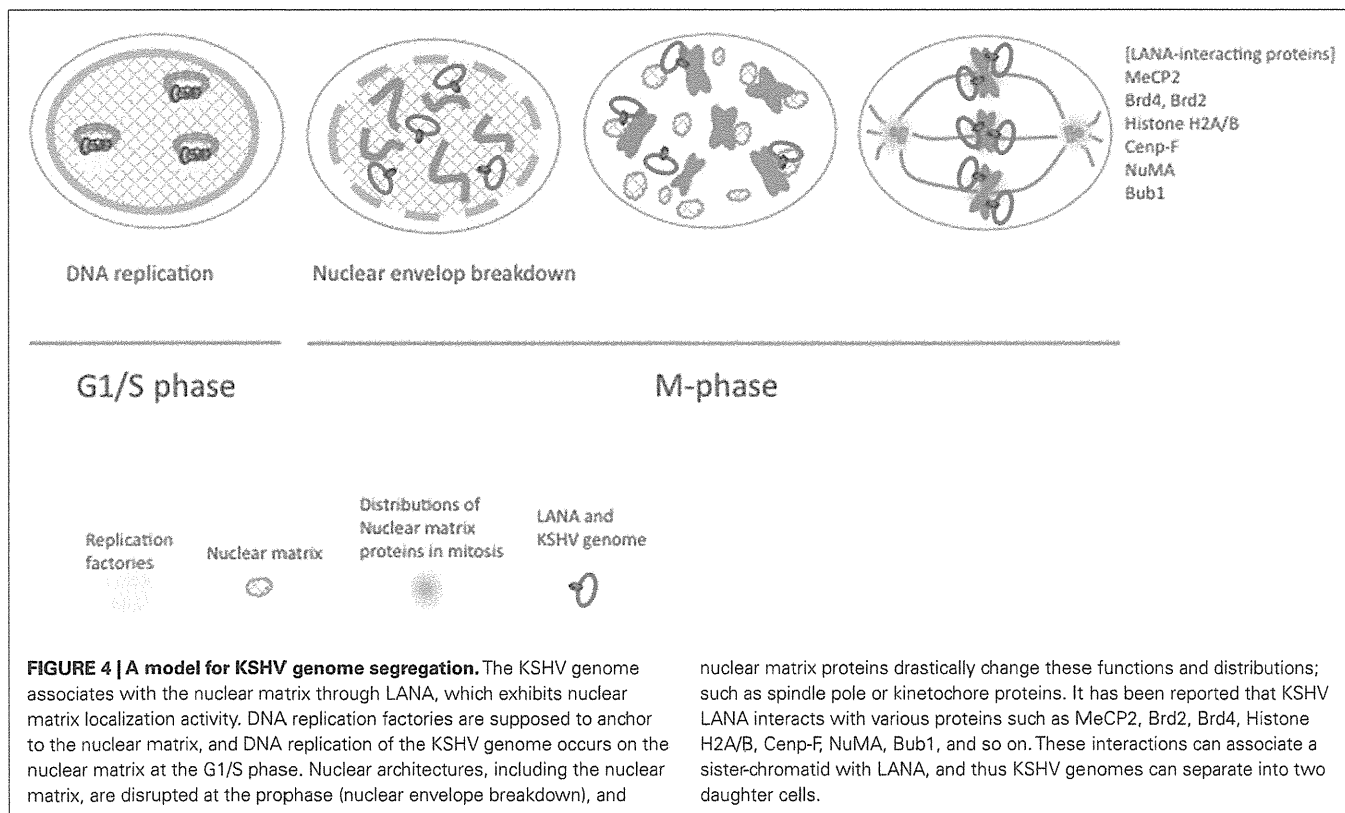 [LANA-interacting proteins]
MeCP2
Brd4, Brd2
Histone H2A/B
Cenp-F
NuMA
Bub1
DNA replication
Nuclear envelop breakdown
G1/S phase
M-phase
Replication
factories
Nuclear matrix
Distributions of
Nuclear matrix
proteins in mitosis
LANA and
KSHV genome
FIGURE 4 | A model for KSHV genome segregation. The KSHV genome
associates with the nuclear matrix through LANA, which exhibits nuclear
matrix localization activity. DNA replication factories are supposed to anchor
to the nuclear matrix, and DNA replication of the KSHV genome occurs on the
nuclear matrix at the G1/S phase. Nuclear architectures, including the nuclear
matrix, are disrupted at the prophase (nuclear envelope breakdown), and
nuclear matrix proteins drastically change these functions and distributions;
such as spindle pole or kinetochore proteins. It has been reported that KSHV
LANA interacts with various proteins such as MeCP2, Brd2, Brd4, Histone
H2A/B, Cenp-F, NuMA, Bub1, and so on. These interactions can associate a
sister-chromatid with LANA, and thus KSHV genomes can separate into two
daughter cells.